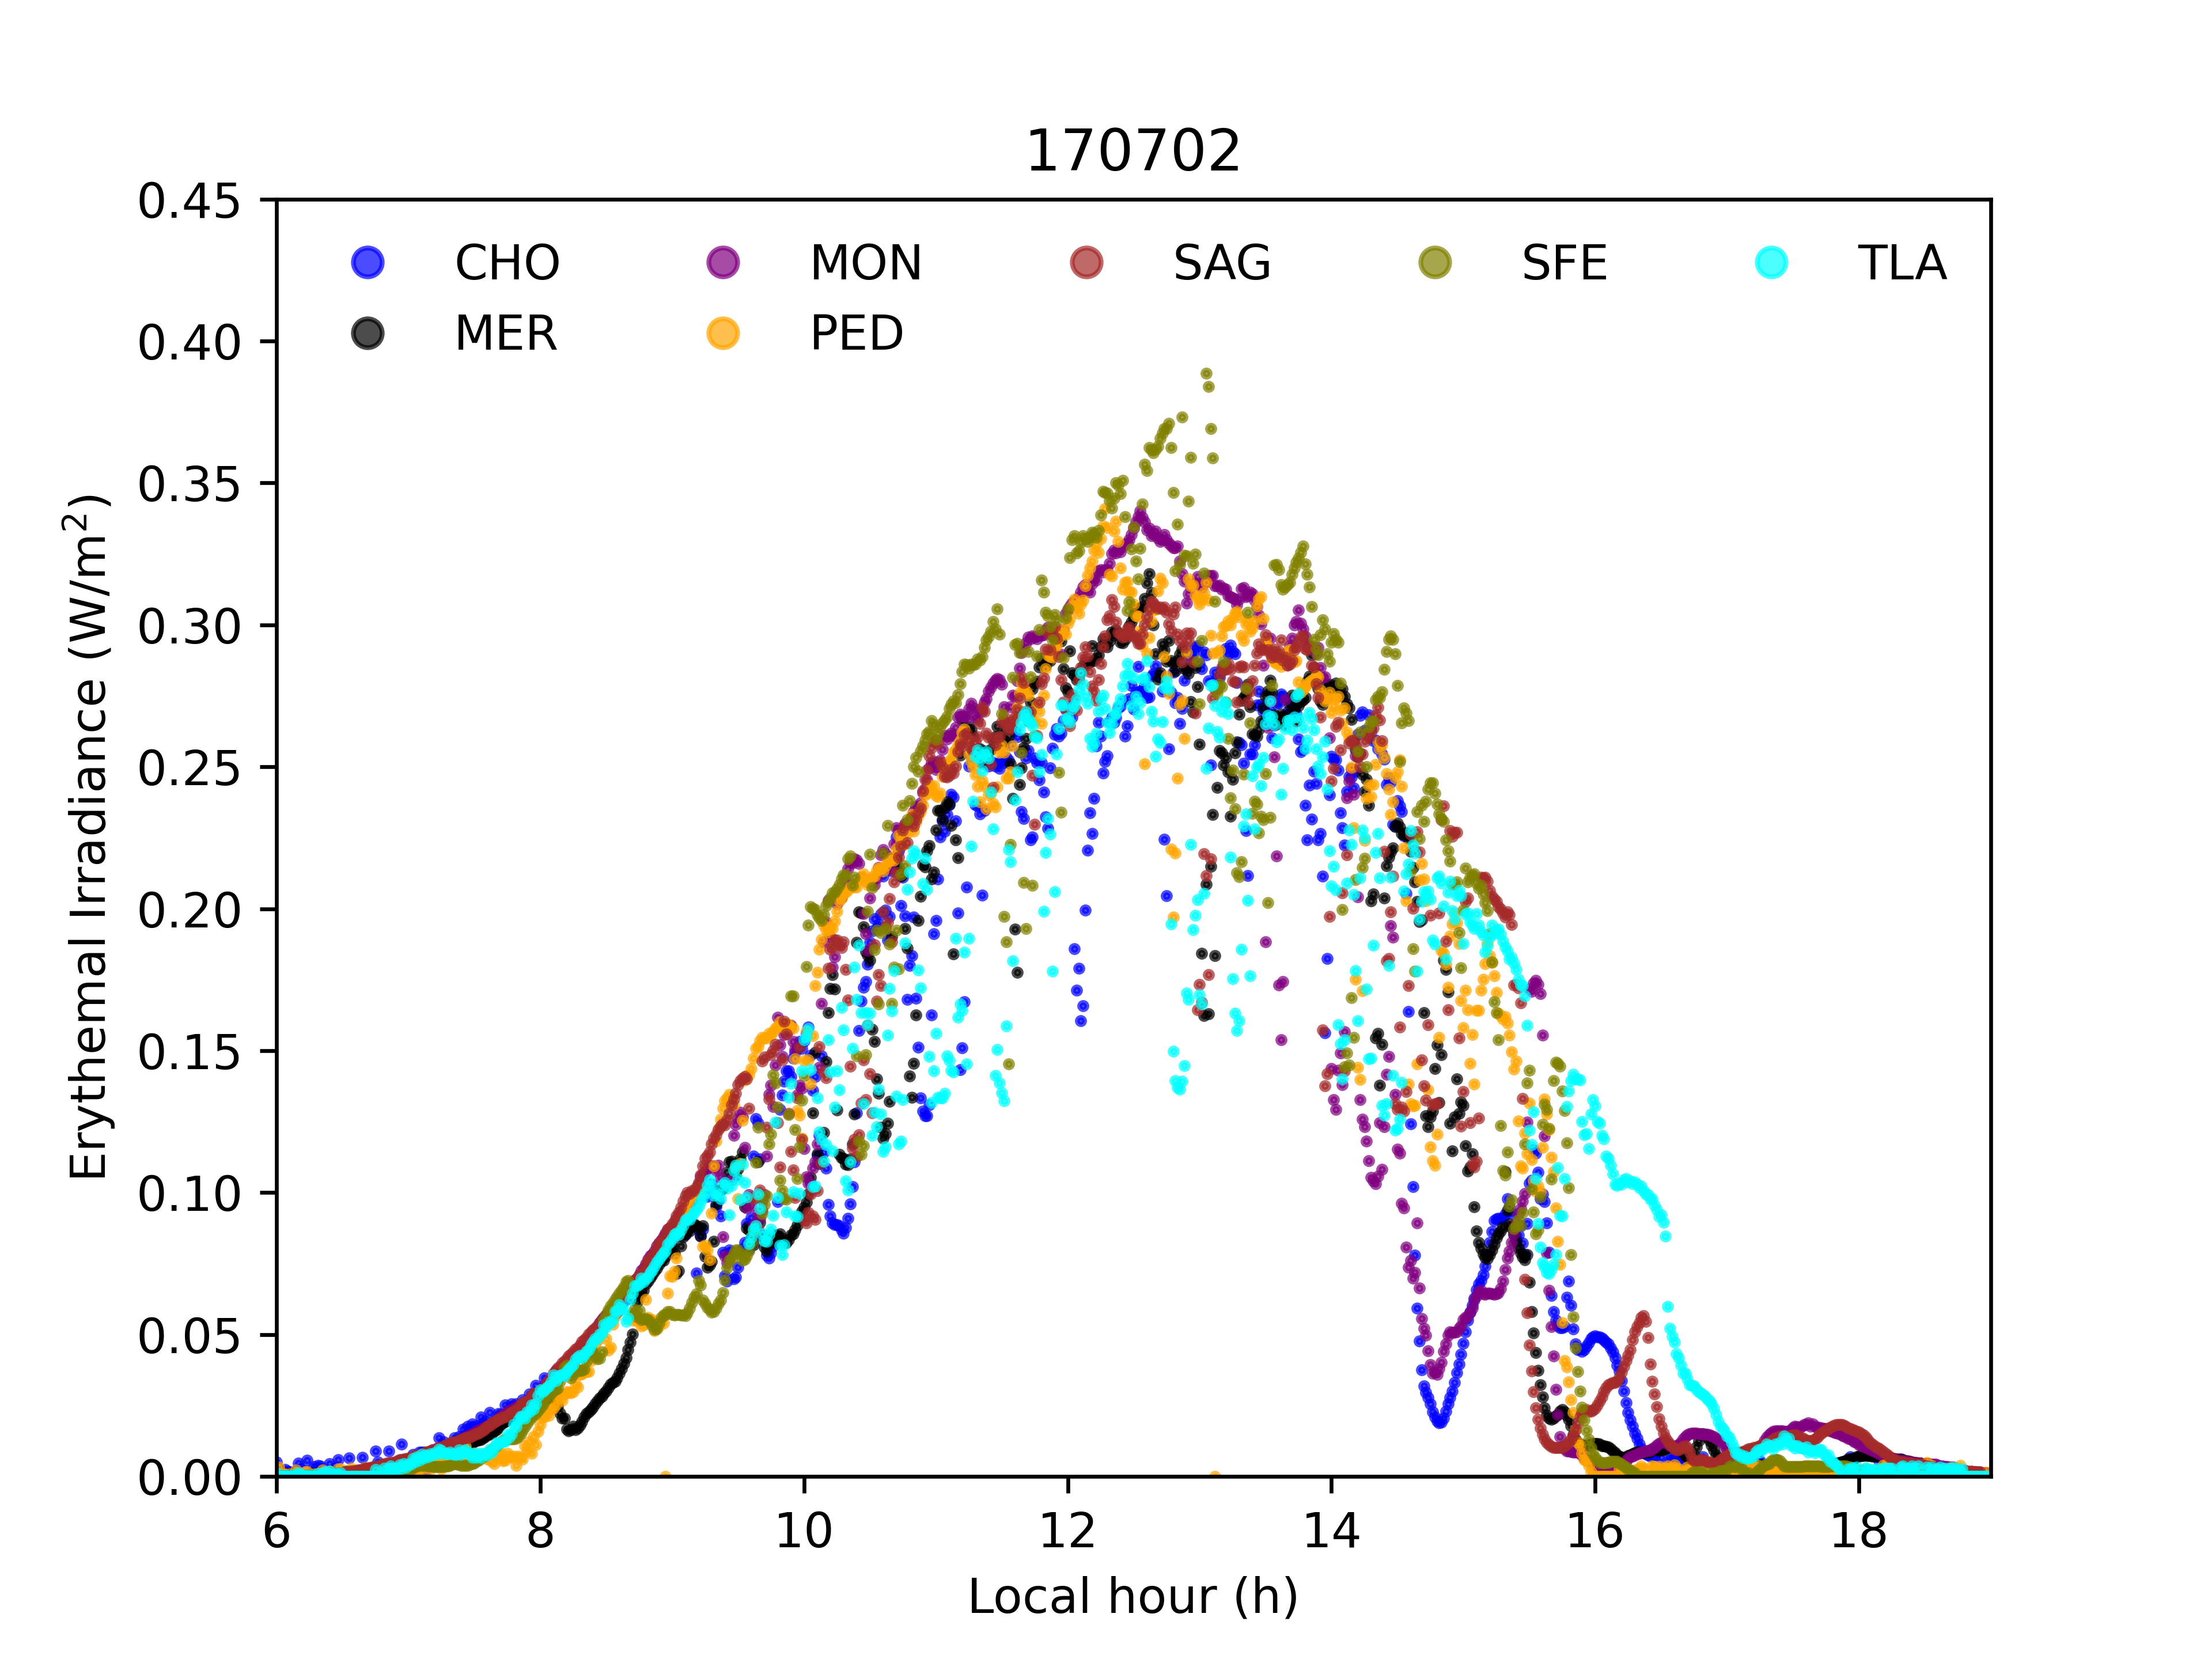 170702
0.45
CHO MON SAG SFE TLA
MER PED
0.40
0.35
0.30
0.25
0.20
0.15
0.10
0.05
0.00
Erythemal Irradiance (W/m²)
6 8 10 12 14 16 18
Local hour (h)